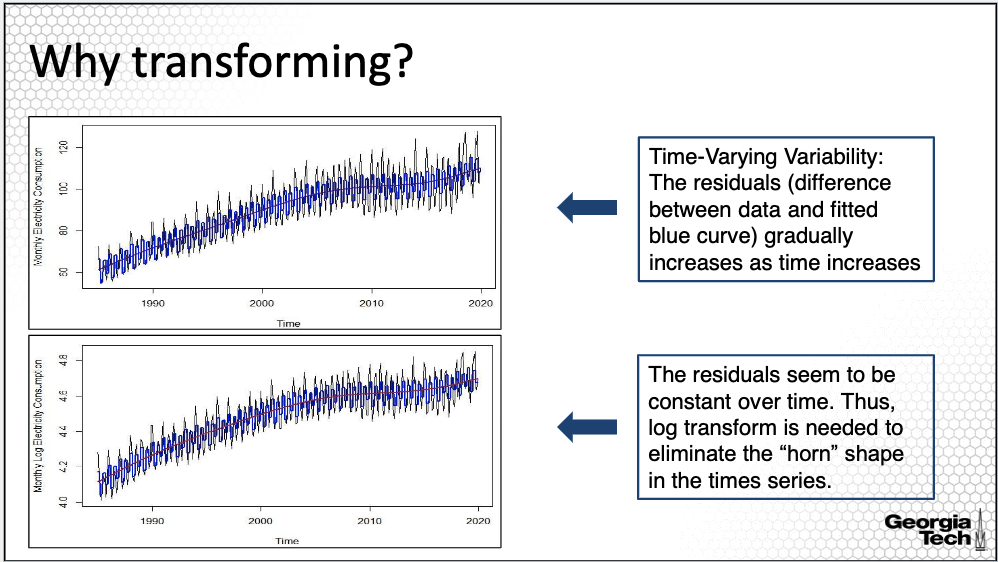 Why transforming?
Monthly Electricity Consumption
120
100
80
60
1990
2000
2010
2020
Time
Time-Varying Variability:
The residuals (difference
between data and fitted
blue curve) gradually
increases as time increases
Monthly Log Electricity Consumption
4.8
4.6
4.4
4.2
4.0
1990
2000
2010
2020
Time
The residuals seem to be
constant over time. Thus,
log transform is needed to
eliminate the “horn” shape
in the times series.
Georgia
Tech